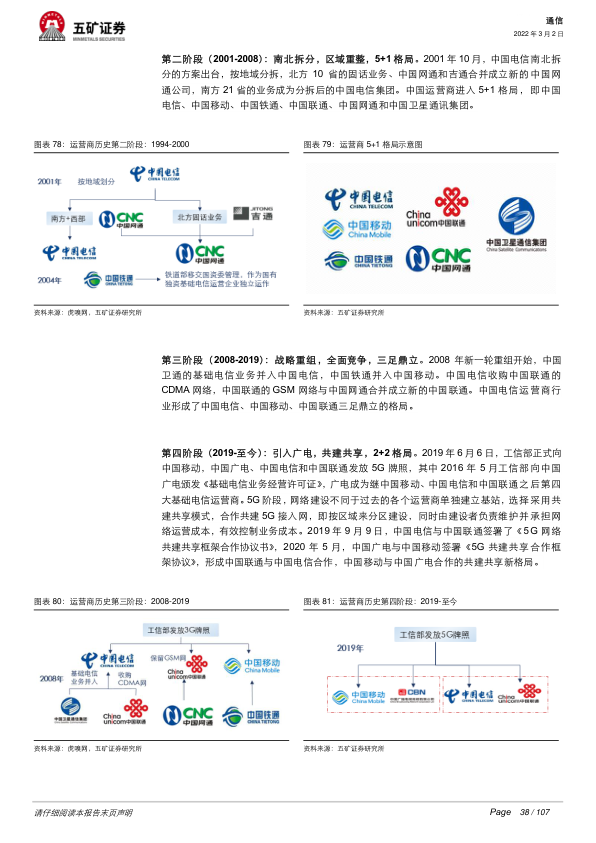 五矿证券
MINMETALS SECURITIES
通信
2022 年 3 月 2 日
第二阶段（2001-2008）：南北拆分，区域重整，5+1 格局。2001 年 10 月，中国电信南北拆
分的方案出台，按地域分拆，北方 10 省的固话业务、中国网通和吉通合并成立新的中国网
通公司，南方 21 省的业务成为分拆后的中国电信集团。中国运营商进入 5+1 格局，即中国
电信、中国移动、中国铁通、中国联通、中国网通和中国卫星通讯集团。
图表 78：运营商历史第二阶段：1994-2000
2001年
按地域划分
中国电信
CHINA TELECOM
南方+西部
CNC
中国网通
北方固话业务
JITONG
吉通
中国电信
CHINA TELECOM
CNC
中国网通
2004年
中国铁通
CHINA TIETONG
铁道部移交国资委管理，作为国有
独资基础电信运营企业独立运作
资料来源：虎嗅网，五矿证券研究所
图表 79：运营商 5+1 格局示意图
中国电信
CHINA TELECOM
中国移动
China Mobile
中国铁通
CHINA TIETONG
China
unicom中国联通
CNC
中国网通
中国卫星通信集团
China Satellite Communications
资料来源：五矿证券研究所
第三阶段（2008-2019）：战略重组，全面竞争，三足鼎立。2008 年新一轮重组开始，中国
卫通的基础电信业务并入中国电信，中国铁通并入中国移动。中国电信收购中国联通的
CDMA 网络，中国联通的 GSM 网络与中国网通合并成立新的中国联通。中国电信运营商行
业形成了中国电信、中国移动、中国联通三足鼎立的格局。
第四阶段（2019-至今）：引入广电，共建共享，2+2 格局。2019 年 6 月 6 日，工信部正式向
中国移动，中国广电、中国电信和中国联通发放 5G 牌照，其中 2016 年 5 月工信部向中国
广电颁发《基础电信业务经营许可证》，广电成为继中国移动、中国电信和中国联通之后第四
大基础电信运营商。5G 阶段，网络建设不同于过去的各个运营商单独建立基站，选择采用共
建共享模式，合作共建 5G 接入网，即按区域来分区建设，同时由建设者负责维护并承担网
络运营成本，有效控制业务成本。2019 年 9 月 9 日，中国电信与中国联通签署了《5G 网络
共建共享框架合作协议书》，2020 年 5 月，中国广电与中国移动签署《5G 共建共享合作框
架协议》，形成中国联通与中国电信合作，中国移动与中国广电合作的共建共享新格局。
图表 80：运营商历史第三阶段：2008-2019
工信部发放3G牌照
中国电信
CHINA TELECOM
保留GSM网
China
unicom中国联通
中国移动
China Mobile
2008年
基础电信
业务并入
收购
CDMA网
中国卫星通信集团
China
unicom中国联通
CNC
中国网通
中国铁通
CHINA TIETONG
资料来源：虎嗅网，五矿证券研究所
图表 81：运营商历史第四阶段：2019-至今
工信部发放5G牌照
2019年
中国移动
China Mobile
CBN
中国电信
CHINA TELECOM
China
unicom中国联通
资料来源：五矿证券研究所
请仔细阅读本报告末页声明
Page 38 / 107